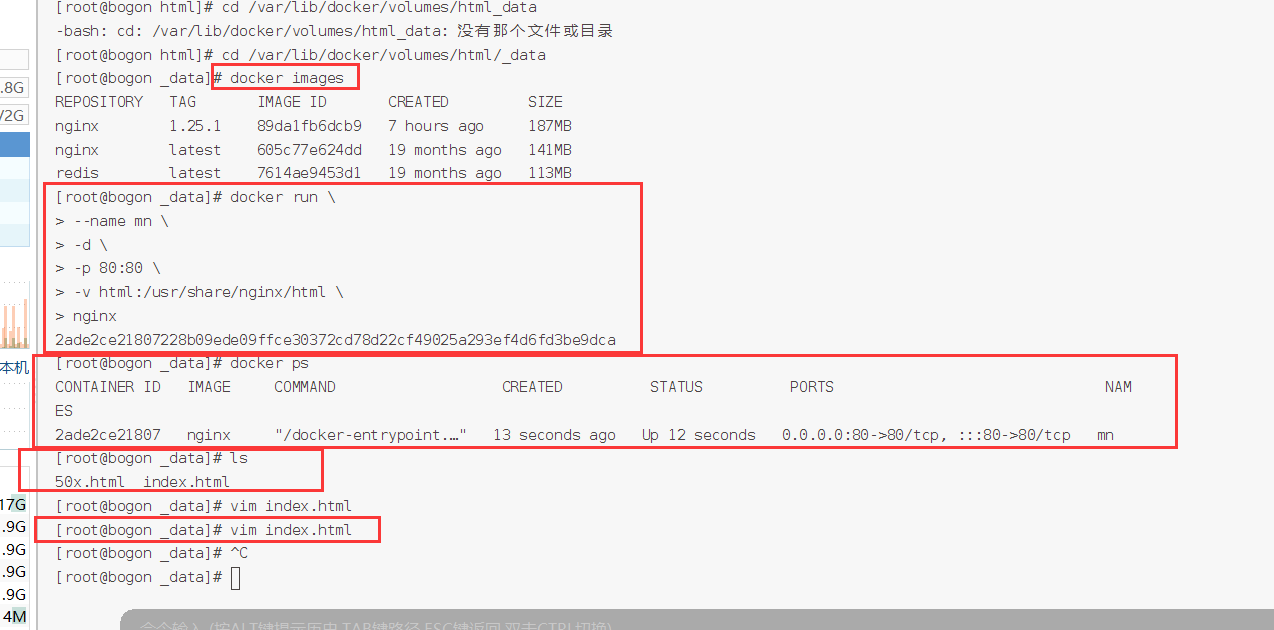 [root@bogon html]# cd /var/lib/docker/volumes/html_data
-bash: cd: /var/lib/docker/volumes/html_data: 没有那个文件或目录
[root@bogon html]# cd /var/lib/docker/volumes/html/_data
[root@bogon _data]# docker images
REPOSITORY TAG IMAGE ID CREATED SIZE
nginx 1.25.1 89da1fb6dcb9 7 hours ago 187MB
nginx latest 605c77e624dd 19 months ago 141MB
redis latest 7614ae9453d1 19 months ago 113MB
[root@bogon _data]# docker run \
> --name mn \
> -d \
> -p 80:80 \
> -v html:/usr/share/nginx/html \
> nginx
2ade2ce21807228b09ede09ffce30372cd78d22cf49025a293ef4d6fd3be9dca
[root@bogon _data]# docker ps
CONTAINER ID IMAGE COMMAND CREATED STATUS PORTS NAM
ES
2ade2ce21807 nginx "/docker-entrypoint.…" 13 seconds ago Up 12 seconds 0.0.0.0:80->80/tcp, :::80->80/tcp mn
[root@bogon _data]# ls
50x.html index.html
[root@bogon _data]# vim index.html
[root@bogon _data]# vim index.html
[root@bogon _data]# ^C
[root@bogon _data]#
.8G
/2G
本机
17G
.9G
.9G
.9G
.9G
4M